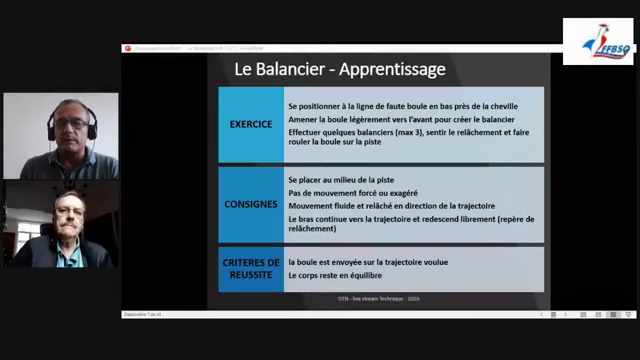 FFBSQ
Le Balancier - Apprentissage
EXERCICE
Se positionner à la ligne de faute boule en bas près de la cheville
Amener la boule légèrement vers l'avant pour créer le balancier
Effectuer quelques balanciers (max 3), sentir le relâchement et faire
rouler la boule sur la piste
CONSIGNES
Se placer au milieu de la piste
Pas de mouvement forcé ou exagéré
Mouvement fluide et relâché en direction de la trajectoire
Le bras continue vers la trajectoire et redescend librement (repère de
relâchement)
CRITERES DE
REUSSITE
la boule est envoyée sur la trajectoire voulue
Le corps reste en équilibre
DTN - live stream Technique - 2020